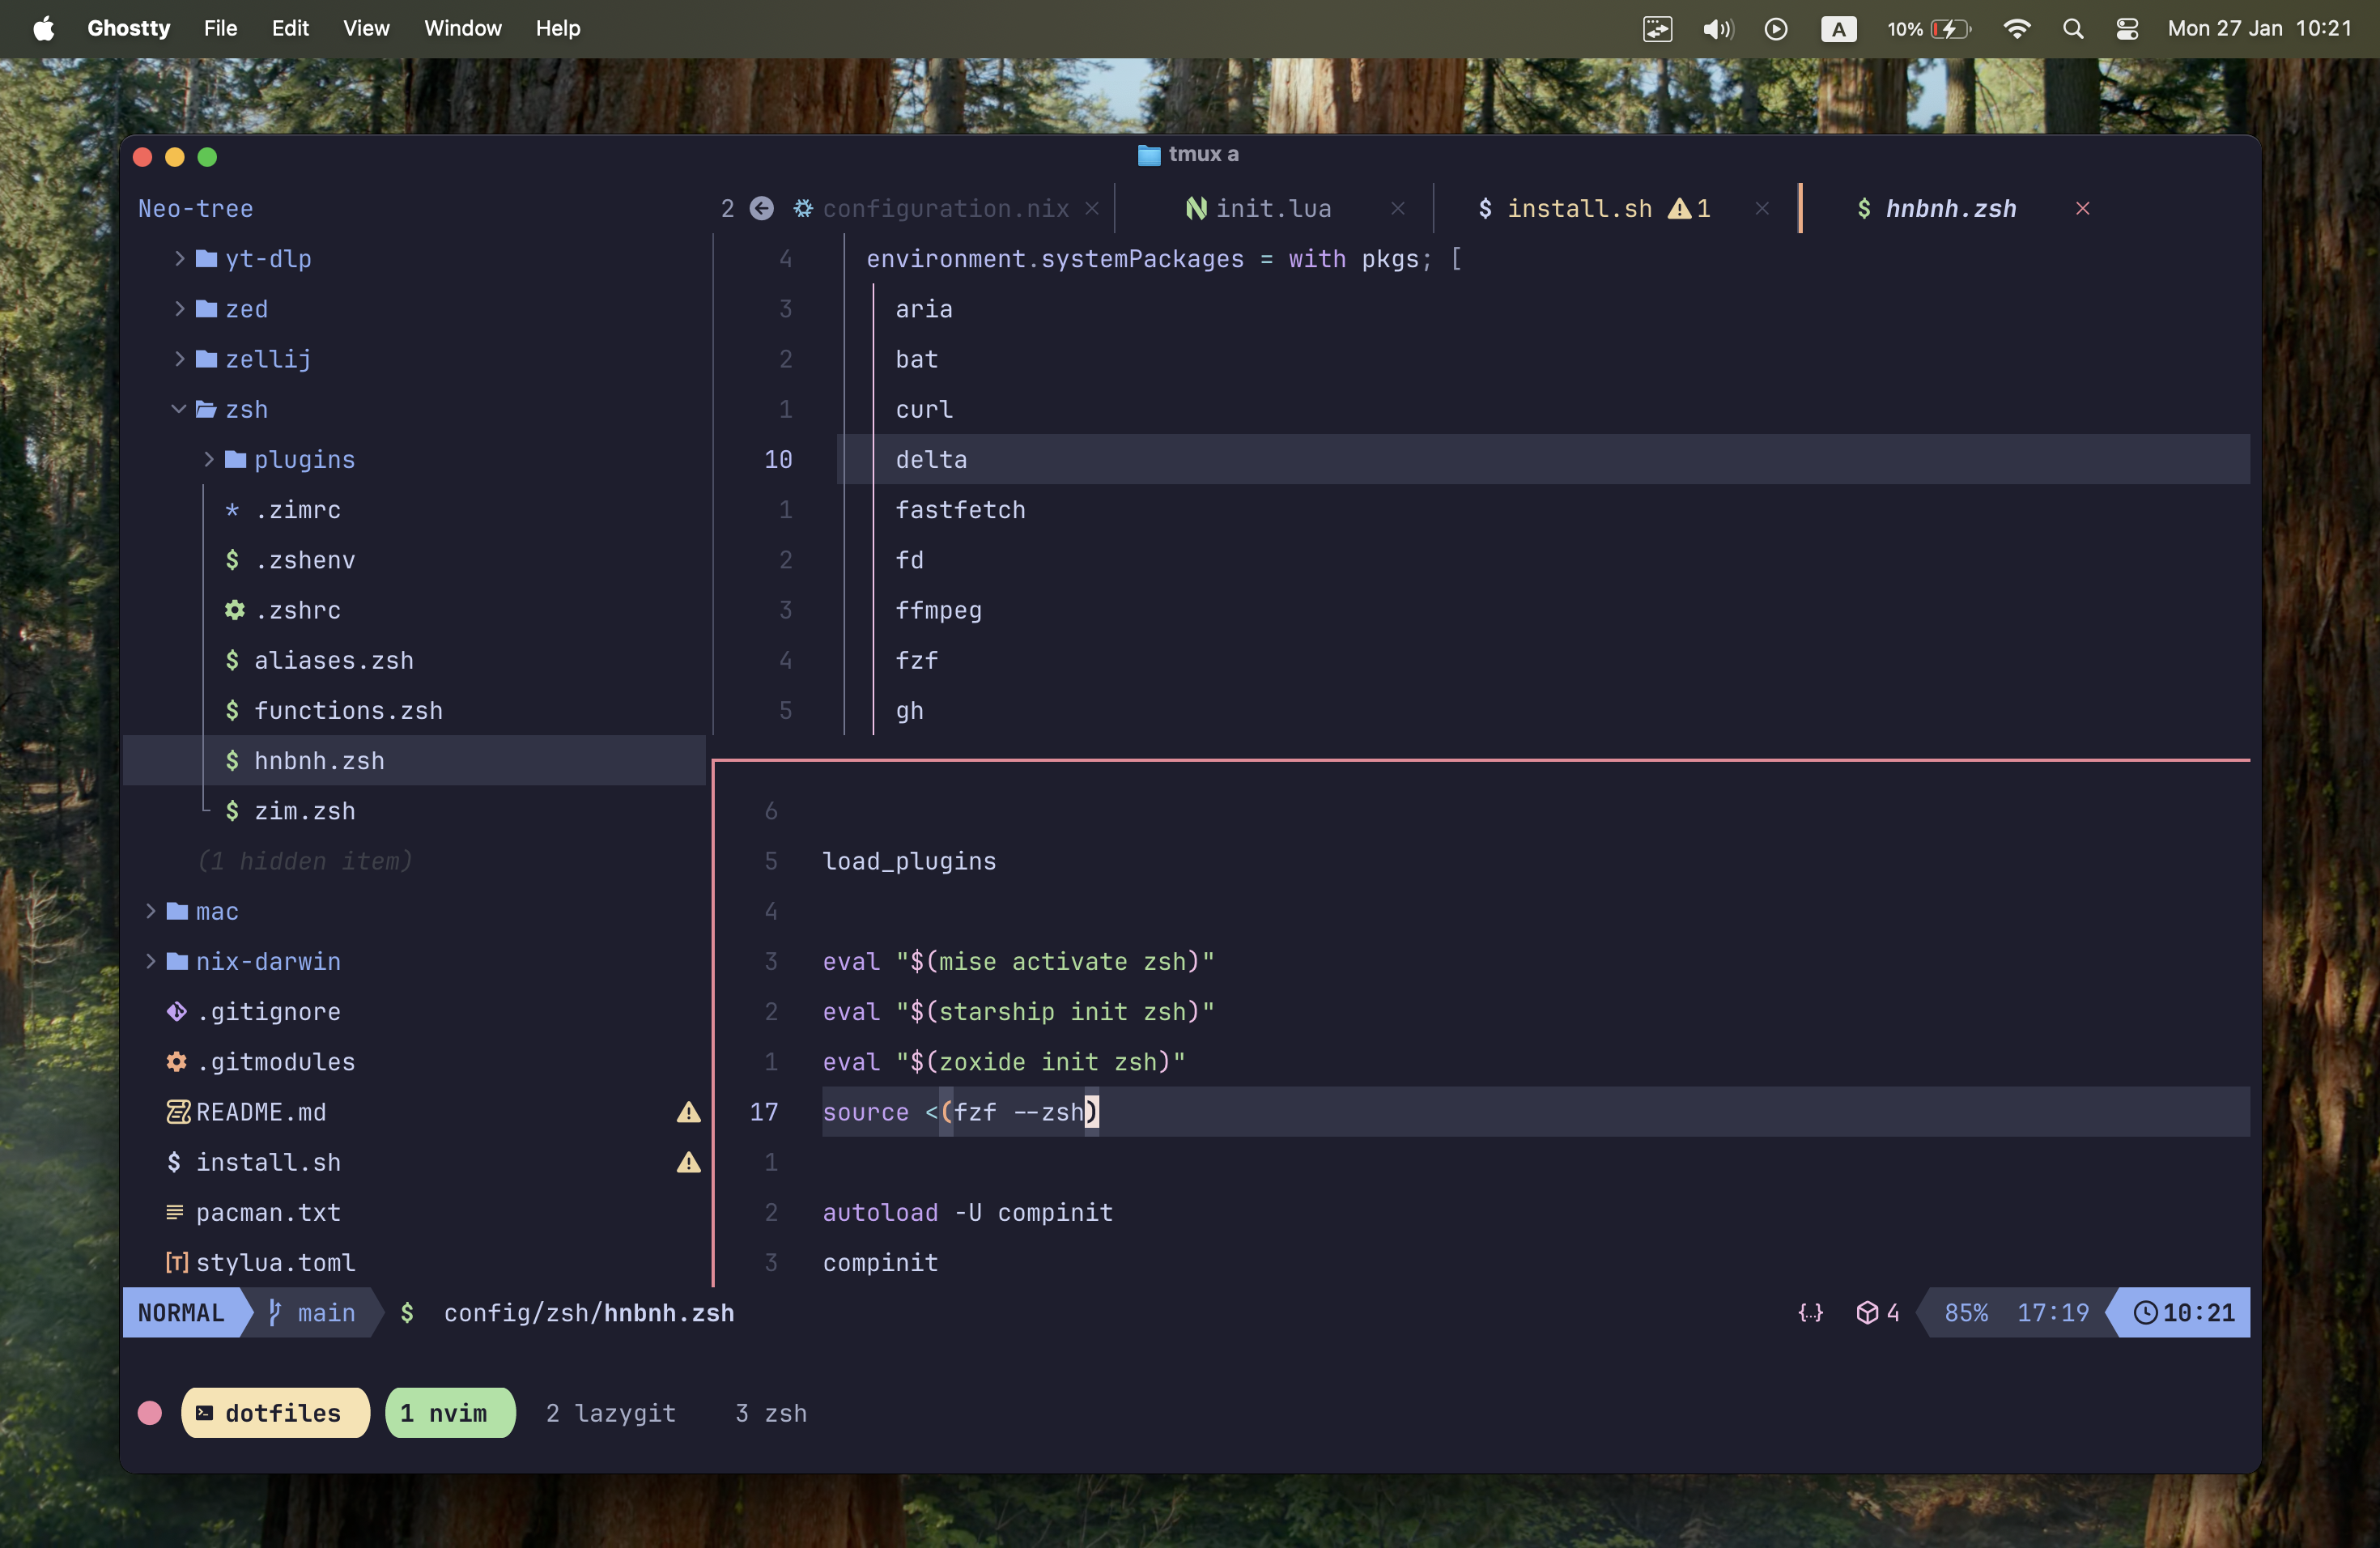 Ghostty File Edit View Window Help A 10% Mon 27 Jan 10:21
tmux a
Neo-tree
yt-dlp
zed
zellij
zsh
plugins
* .zimrc
$ .zshenv
.zshrc
$ aliases.zsh
$ functions.zsh
$ hnbnh.zsh
$ zim.zsh
(1 hidden item)
mac
nix-darwin
.gitignore
.gitmodules
README.md
$ install.sh
pacman.txt
[T] stylua.toml
2 configuration.nix × init.lua × $ install.sh 1 × $ hnbnh.zsh ×
4 environment.systemPackages = with pkgs; [
3 aria
2 bat
1 curl
10 delta
1 fastfetch
2 fd
3 ffmpeg
4 fzf
5 gh
6
5 load_plugins
4
3 eval "$(mise activate zsh)"
2 eval "$(starship init zsh)"
1 eval "$(zoxide init zsh)"
17 source <(fzf --zsh)
1
2 autoload -U compinit
3 compinit
NORMAL main $ config/zsh/hnbnh.zsh {..} 4 85% 17:19 10:21
dotfiles 1 nvim 2 lazygit 3 zsh